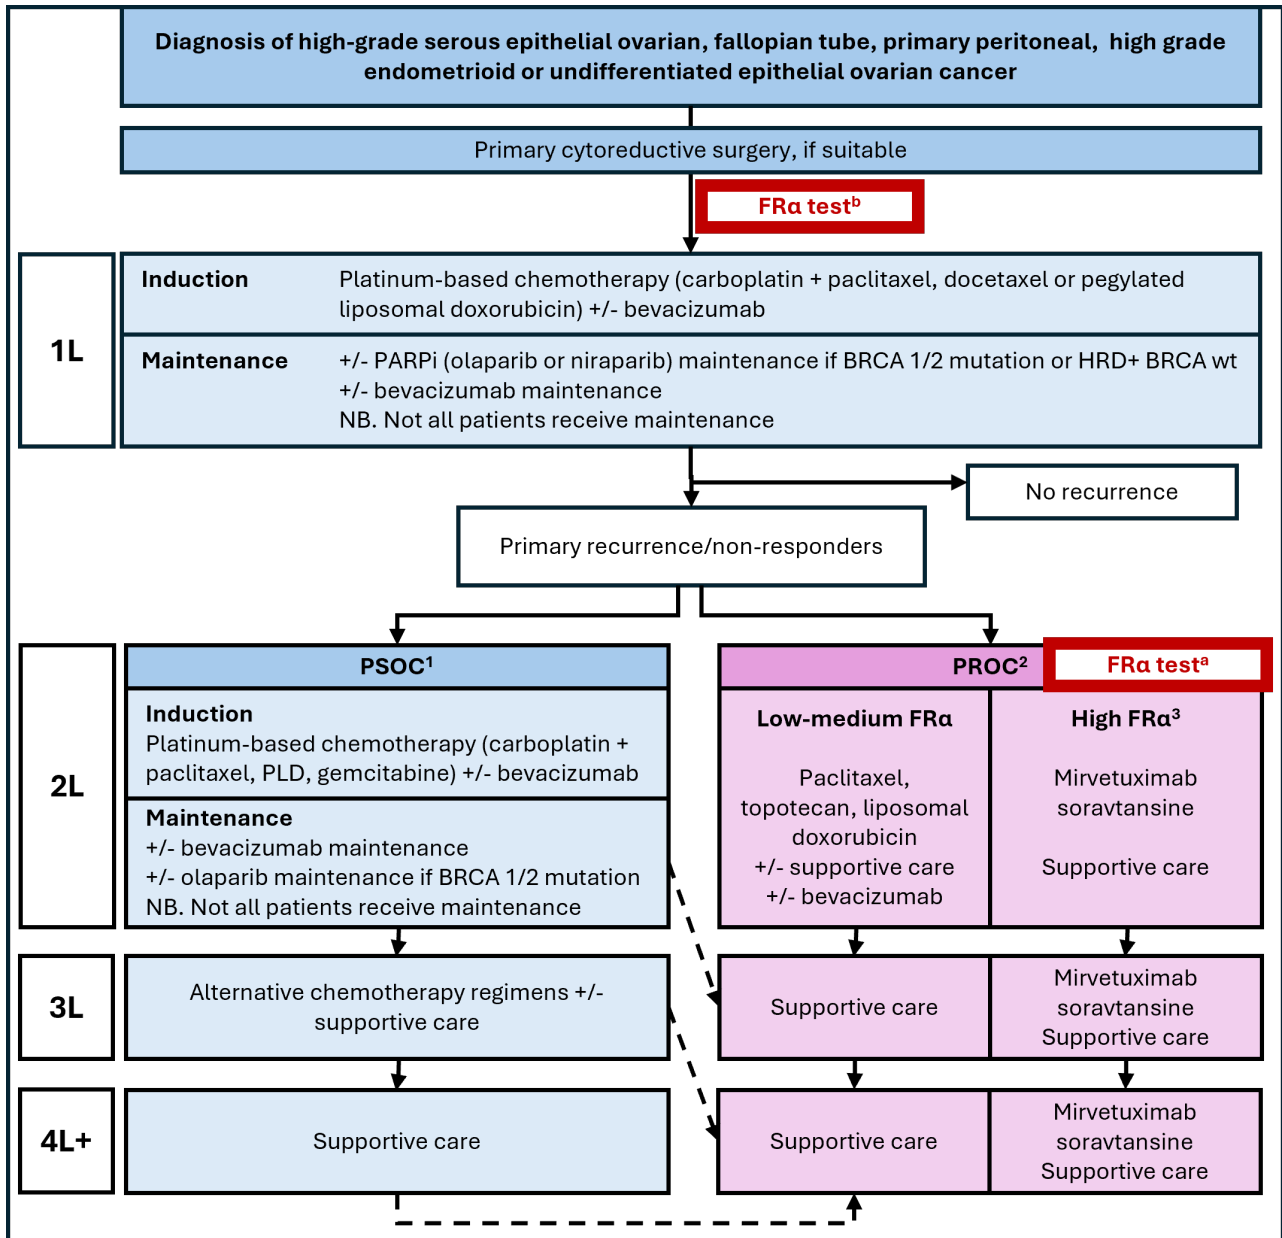 Diagnosis of high-grade serous epithelial ovarian, fallopian tube, primary peritoneal, high grade
endometrioid or undifferentiated epithelial ovarian cancer
Primary cytoreductive surgery, if suitable
FRα testᵇ
1L
Induction
Platinum-based chemotherapy (carboplatin + paclitaxel, docetaxel or pegylated
liposomal doxorubicin) +/- bevacizumab
Maintenance
+/- PARPi (olaparib or niraparib) maintenance if BRCA 1/2 mutation or HRD+ BRCA wt
+/- bevacizumab maintenance
NB. Not all patients receive maintenance
No recurrence
Primary recurrence/non-responders
2L
PSOC¹
Induction
Platinum-based chemotherapy (carboplatin +
paclitaxel, PLD, gemcitabine) +/- bevacizumab
Maintenance
+/- bevacizumab maintenance
+/- olaparib maintenance if BRCA 1/2 mutation
NB. Not all patients receive maintenance
PROC²
FRα testᵃ
Low-medium FRα
Paclitaxel,
topotecan, liposomal
doxorubicin
+/- supportive care
+/- bevacizumab
High FRα³
Mirvetuximab
soravtansine
Supportive care
3L
Alternative chemotherapy regimens +/-
supportive care
Supportive care
Mirvetuximab
soravtansine
Supportive care
4L+
Supportive care
Supportive care
Mirvetuximab
soravtansine
Supportive care